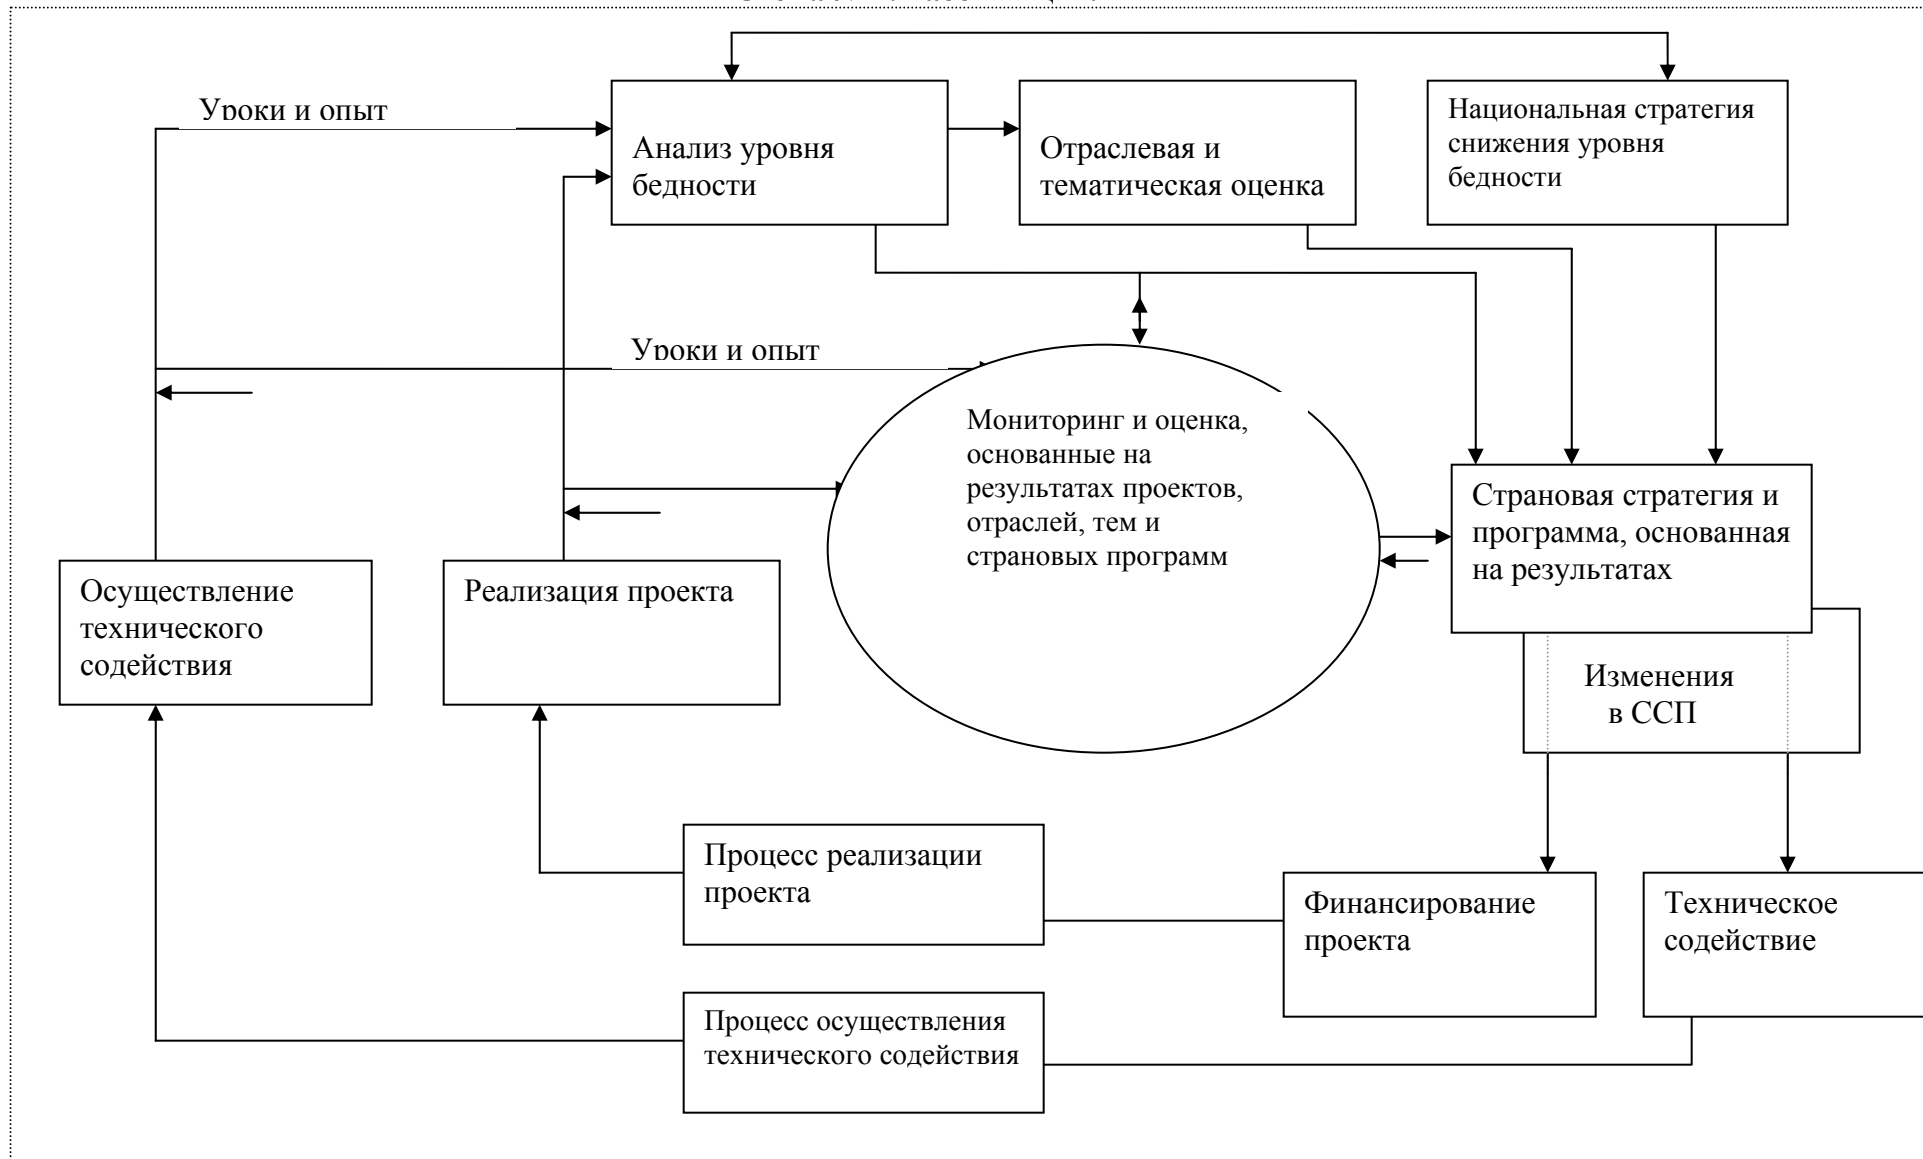 Уроки и опыт
Анализ уровня
бедности
Отраслевая и
тематическая оценка
Национальная стратегия
снижения уровня
бедности
Уроки и опыт
Мониторинг и оценка,
основанные на
результатах проектов,
отраслей, тем и
страновых программ
Страновая стратегия и
программа, основанная
на результатах
Осуществление
технического
содействия
Реализация проекта
Изменения
в ССП
Процесс реализации
проекта
Финансирование
проекта
Техническое
содействие
Процесс осуществления
технического содействия